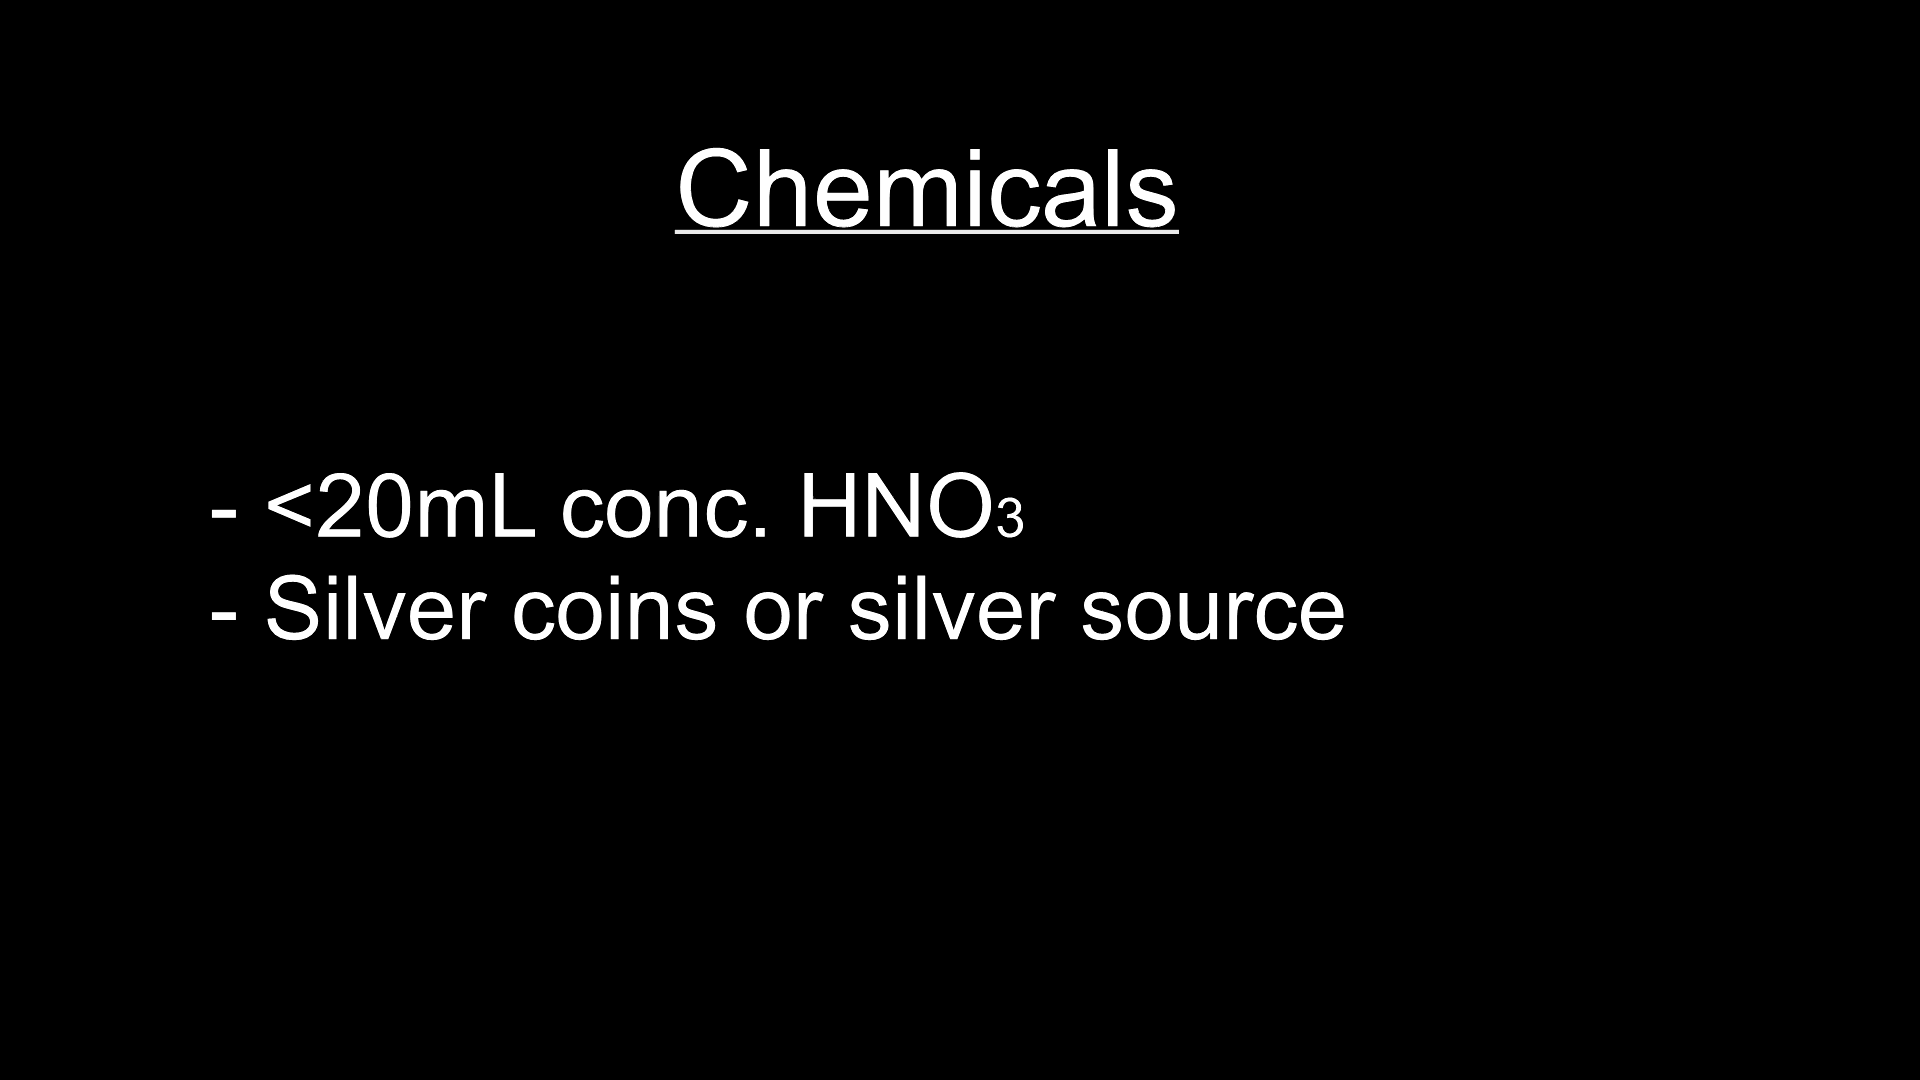 Chemicals
- <20mL conc. HNO₃
- Silver coins or silver source